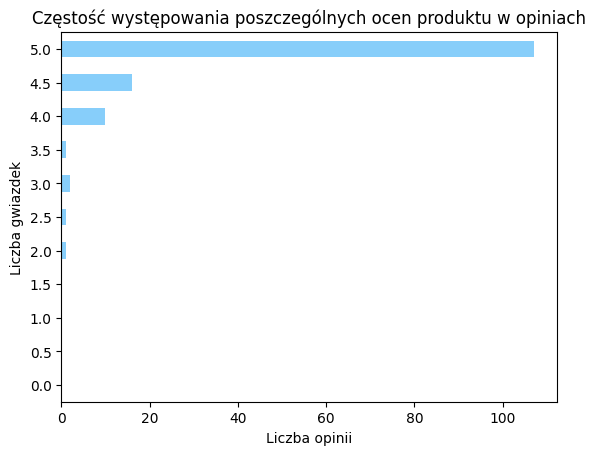 Częstość występowania poszczególnych ocen produktu w opiniach
5.0
4.5
4.0
3.5
3.0
2.5
2.0
1.5
1.0
0.5
0.0
Liczba gwiazdek
0 20 40 60 80 100
Liczba opinii